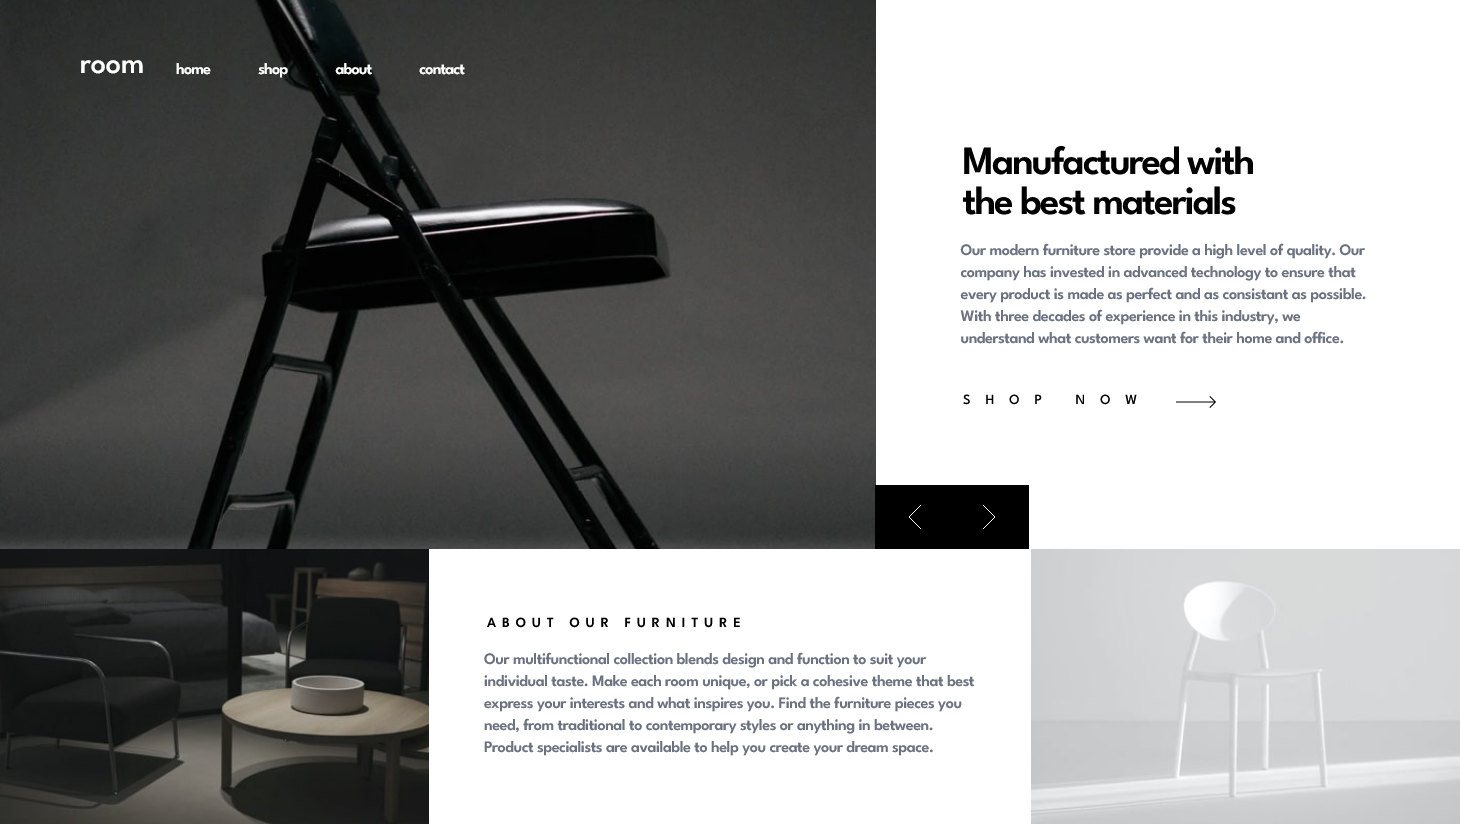 room
home shop about contact
Manufactured with
the best materials
Our modern furniture store provide a high level of quality. Our
company has invested in advanced technology to ensure that
every product is made as perfect and as consistant as possible.
With three decades of experience in this industry, we
understand what customers want for their home and office.
SHOP NOW
ABOUT OUR FURNITURE
Our multifunctional collection blends design and function to suit your
individual taste. Make each room unique, or pick a cohesive theme that best
express your interests and what inspires you. Find the furniture pieces you
need, from traditional to contemporary styles or anything in between.
Product specialists are available to help you create your dream space.